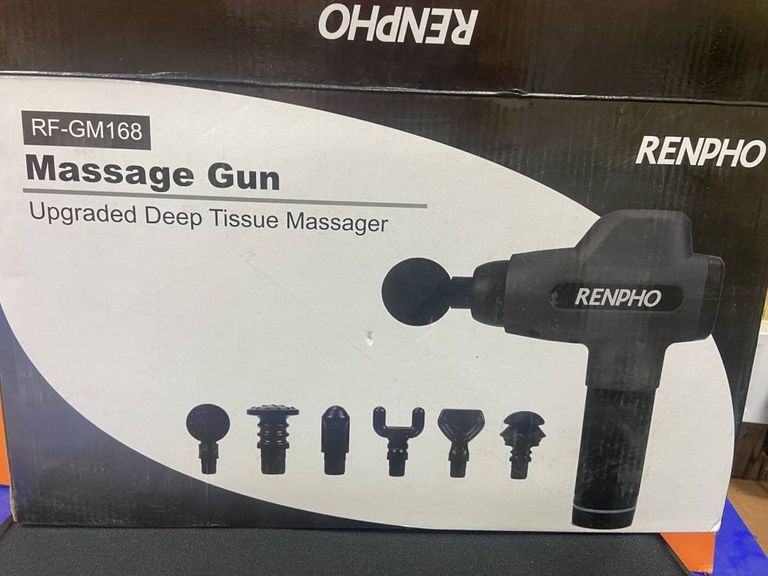 RENPHO
RF-GM168
RENPHO
Massage Gun
Upgraded Deep Tissue Massager
RENPHO